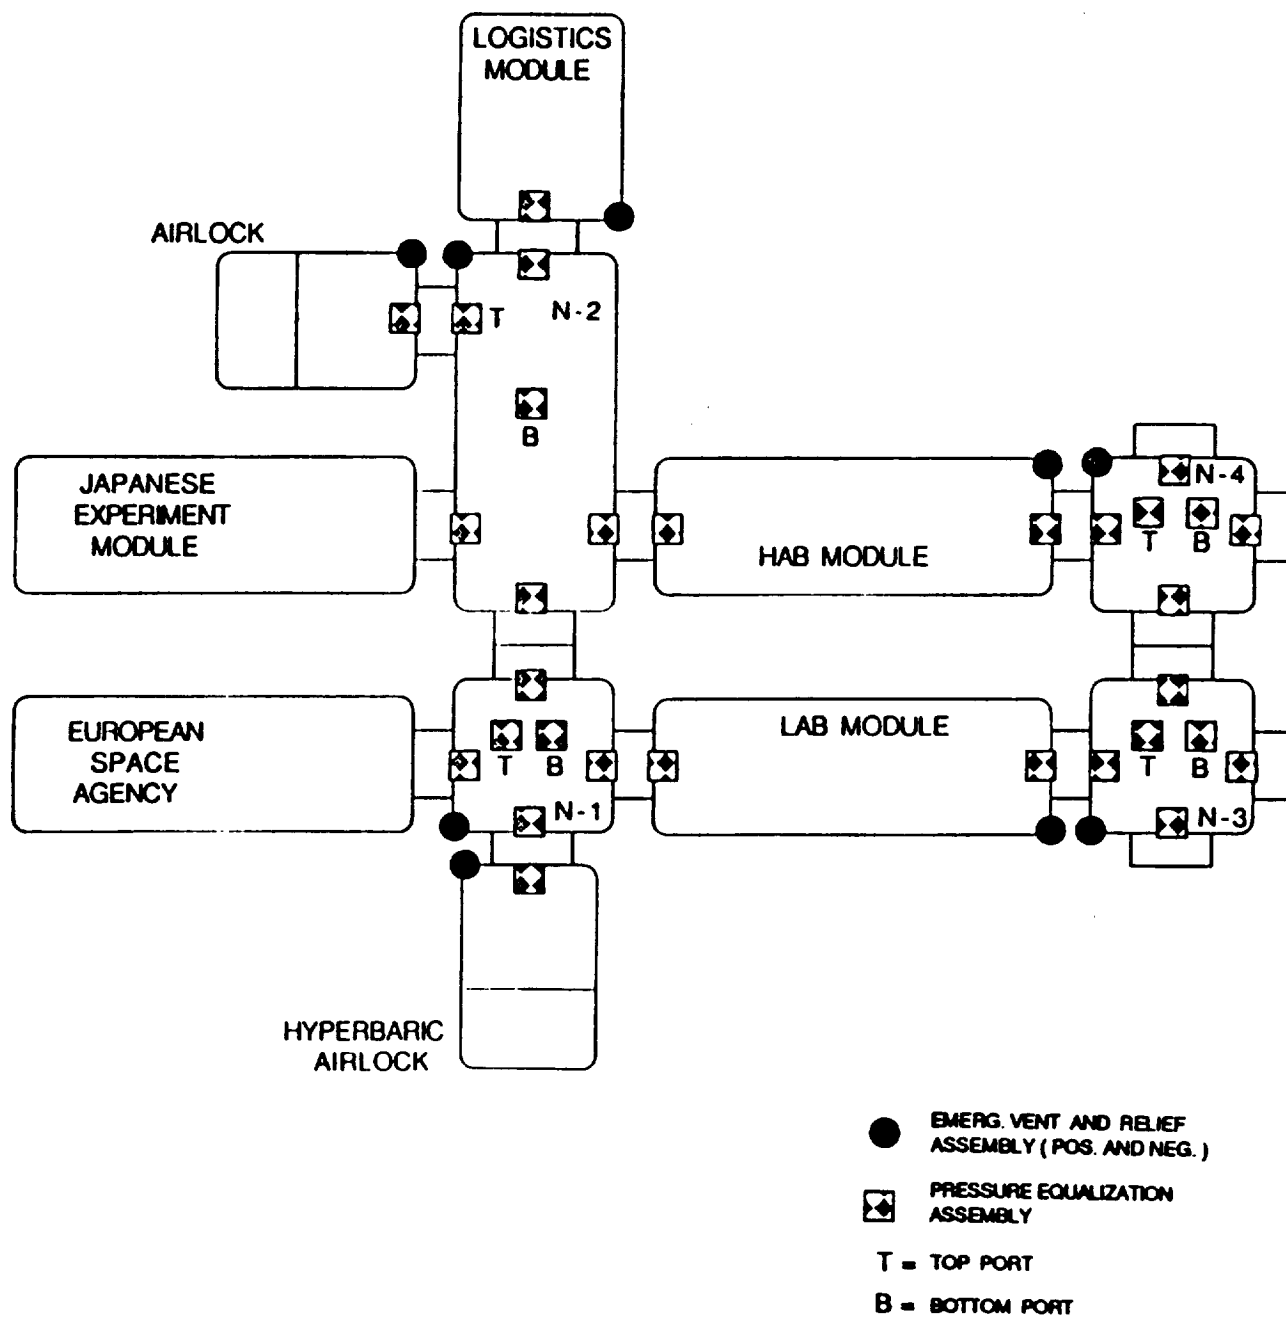 LOGISTICS
MODULE
AIRLOCK
T
N-2
B
JAPANESE
EXPERIMENT
MODULE
HAB MODULE
N-4
T
B
EUROPEAN
SPACE
AGENCY
T
B
N-1
LAB MODULE
T
B
N-3
HYPERBARIC
AIRLOCK
EMERG. VENT AND RELIEF
ASSEMBLY ( POS. AND NEG. )
PRESSURE EQUALIZATION
ASSEMBLY
T = TOP PORT
B = BOTTOM PORT